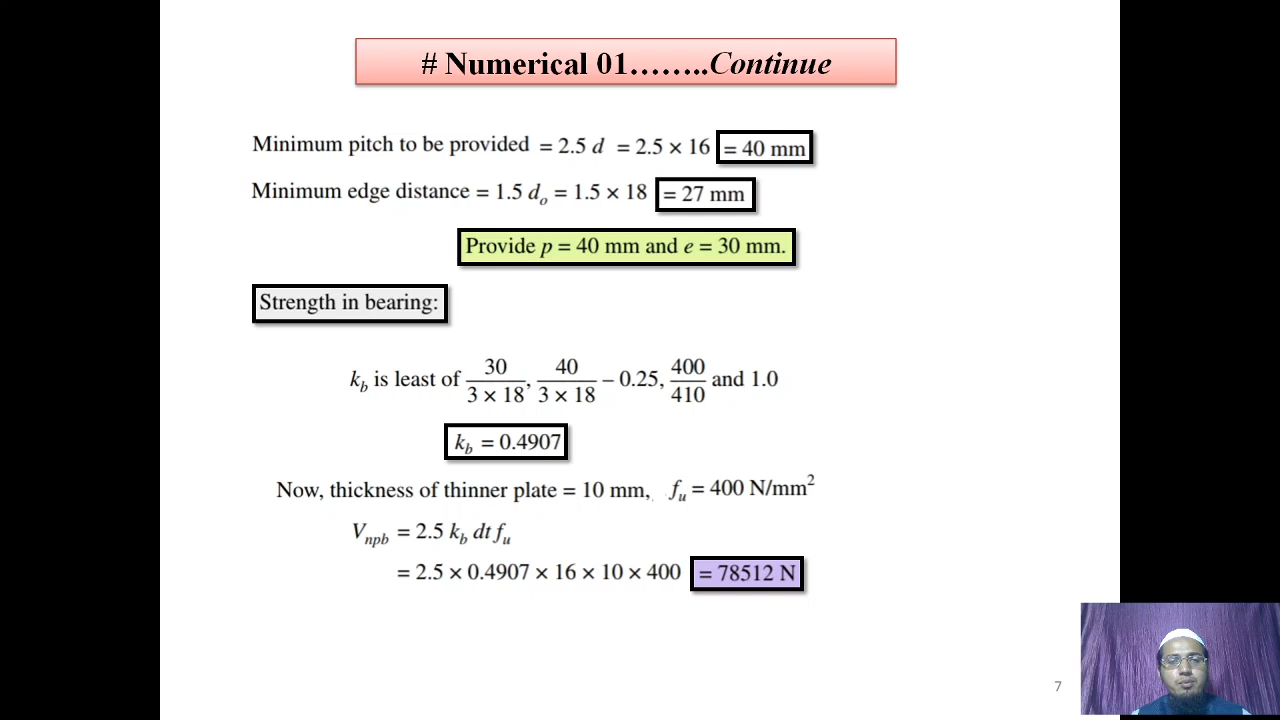 # Numerical 01……..Continue
Minimum pitch to be provided = 2.5 d = 2.5 × 16 = 40 mm
Minimum edge distance = 1.5 dₒ = 1.5 × 18 = 27 mm
Provide p = 40 mm and e = 30 mm.
Strength in bearing:
k_b is least of 30/(3 × 18), 40/(3 × 18) – 0.25, 400/410 and 1.0
k_b = 0.4907
Now, thickness of thinner plate = 10 mm, f_u = 400 N/mm²
V_npb = 2.5 k_b dt f_u
= 2.5 × 0.4907 × 16 × 10 × 400 = 78512 N
7